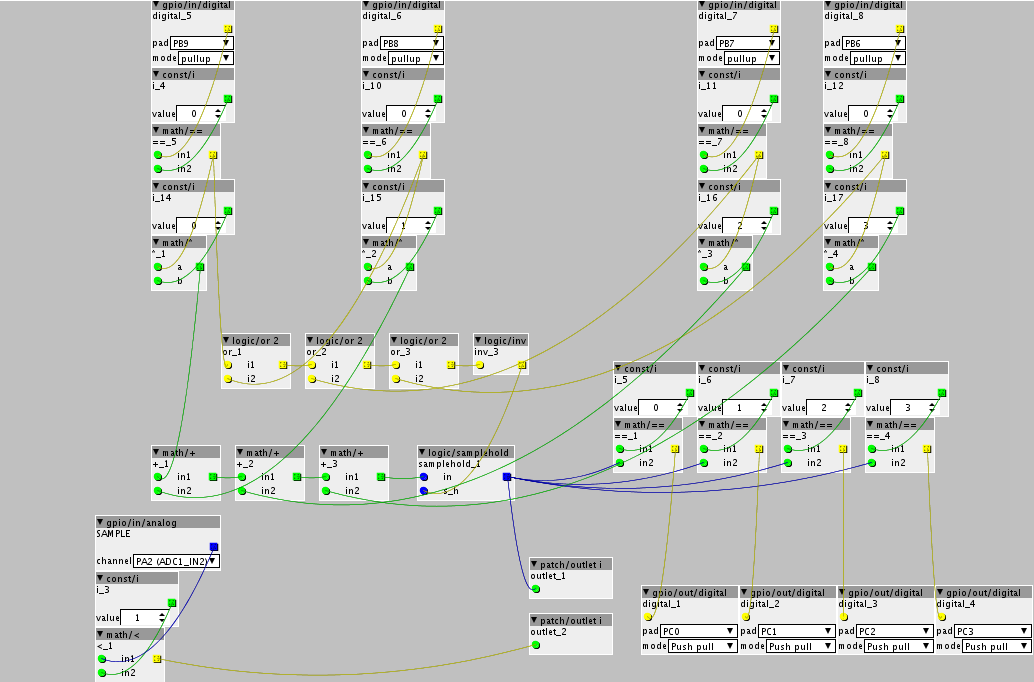 gpio/in/digital gpio/in/digital gpio/in/digital gpio/in/digital
digital_5 digital_6 digital_7 digital_8
pad PB9 pad PB8 pad PB7 pad PB6
mode pullup mode pullup mode pullup mode pullup
const/i const/i const/i const/i
i_4 i_10 i_11 i_12
value 0 value 0 value 0 value 0
math/== math/== math/== math/==
==_5 ==_6 ==_7 ==_8
in1 in1 in1 in1
in2 in2 in2 in2
const/i const/i const/i const/i
i_14 i_15 i_16 i_17
value 0 value 1 value 2 value 3
math/* math/* math/* math/*
*_1 *_2 *_3 *_4
a a a a
b b b b
logic/or 2 logic/or 2 logic/or 2 logic/inv
or_1 or_2 or_3 inv_3
i1 i1 i1
i2 i2 i2
const/i const/i const/i const/i
i_5 i_6 i_7 i_8
value 0 value 1 value 2 value 3
math/== math/== math/== math/==
==_1 ==_2 ==_3 ==_4
in1 in1 in1 in1
in2 in2 in2 in2
math/+ math/+ math/+ logic/samplehold
+_1 +_2 +_3 samplehold_1
in1 in1 in1 in
in2 in2 in2 s_h
gpio/in/analog
SAMPLE
channel PA2 (ADC1_IN2)
const/i
i_3
value 1
math/<
<_1
in1
in2
patch/outlet i
outlet_1
patch/outlet i
outlet_2
gpio/out/digital gpio/out/digital gpio/out/digital gpio/out/digital
digital_1 digital_2 digital_3 digital_4
pad PC0 pad PC1 pad PC2 pad PC3
mode Push pull mode Push pull mode Push pull mode Push pull